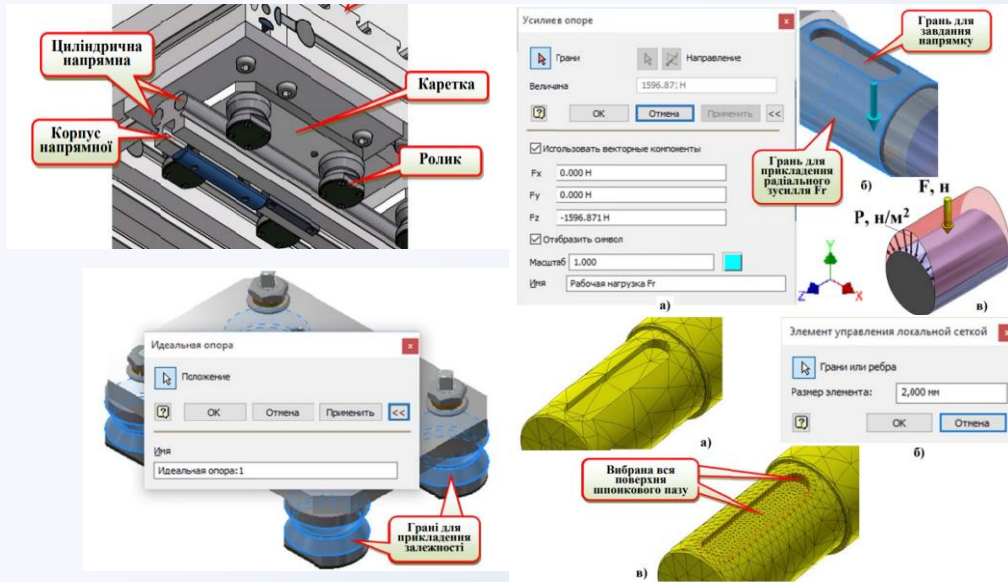 Циліндрична
напрямна
Каретка
Корпус
напрямної
Ролик
Усилие в опоре
Грани
Направление
Величина
1596.871 Н
ОК
Отмена
Применить
<<
Использовать векторные компоненты
Fx
0.000 Н
Fy
0.000 Н
Fz
-1596.871 Н
Отобразить символ
Масштаб
1.000
Имя
Рабочая нагрузка Fr
а)
Грань для
завдання
напрямку
б)
Грань для
прикладення
радіального
зусилля Fr
F, н
P, н/м²
Y
Z
X
в)
Идеальная опора
Положение
ОК
Отмена
Применить
<<
Имя
Идеальная опора:1
Грані для
прикладення
залежності
а)
Элемент управления локальной сеткой
Грани или ребра
Размер элемента:
2,000 мм
ОК
Отмена
б)
Вибрана вся
поверхня
шпонкового пазу
в)